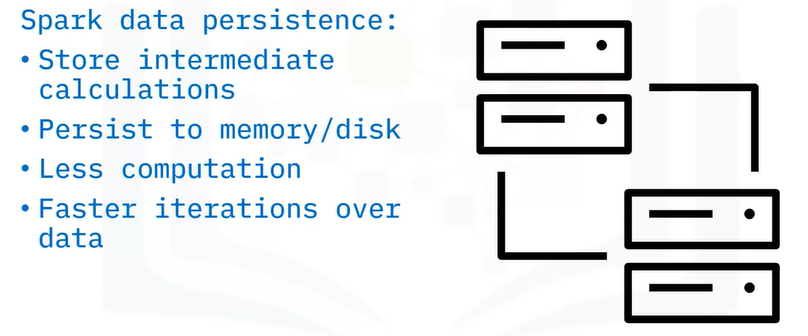 Spark data persistence:
• Store intermediate
calculations
• Persist to memory/disk
• Less computation
• Faster iterations over
data